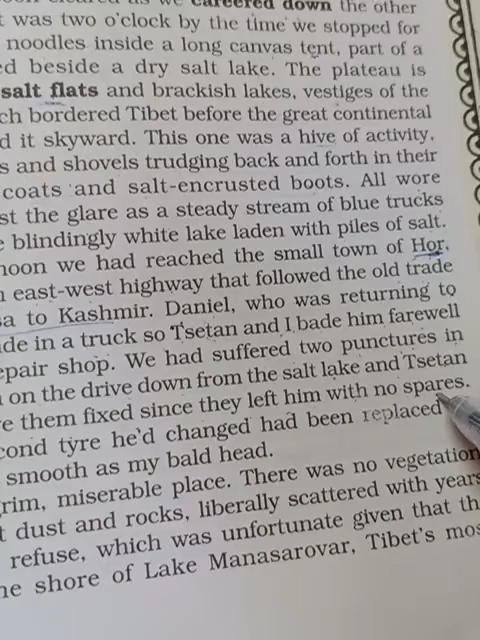 careered down the other
t was two o'clock by the time we stopped for
noodles inside a long canvas tent, part of a
ed beside a dry salt lake. The plateau is
salt flats and brackish lakes, vestiges of the
ch bordered Tibet before the great continental
d it skyward. This one was a hive of activity,
s and shovels trudging back and forth in their
coats and salt-encrusted boots. All wore
st the glare as a steady stream of blue trucks
e blindingly white lake laden with piles of salt.
noon we had reached the small town of Hor,
n east-west highway that followed the old trade
sa to Kashmir. Daniel, who was returning to
ide in a truck so Tsetan and I bade him farewell
epair shop. We had suffered two punctures in
on the drive down from the salt lake and Tsetan
e them fixed since they left him with no spares.
cond tyre he'd changed had been replaced
smooth as my bald head.
rim, miserable place. There was no vegetation
t dust and rocks, liberally scattered with years
refuse, which was unfortunate given that th
he shore of Lake Manasarovar, Tibet's mos